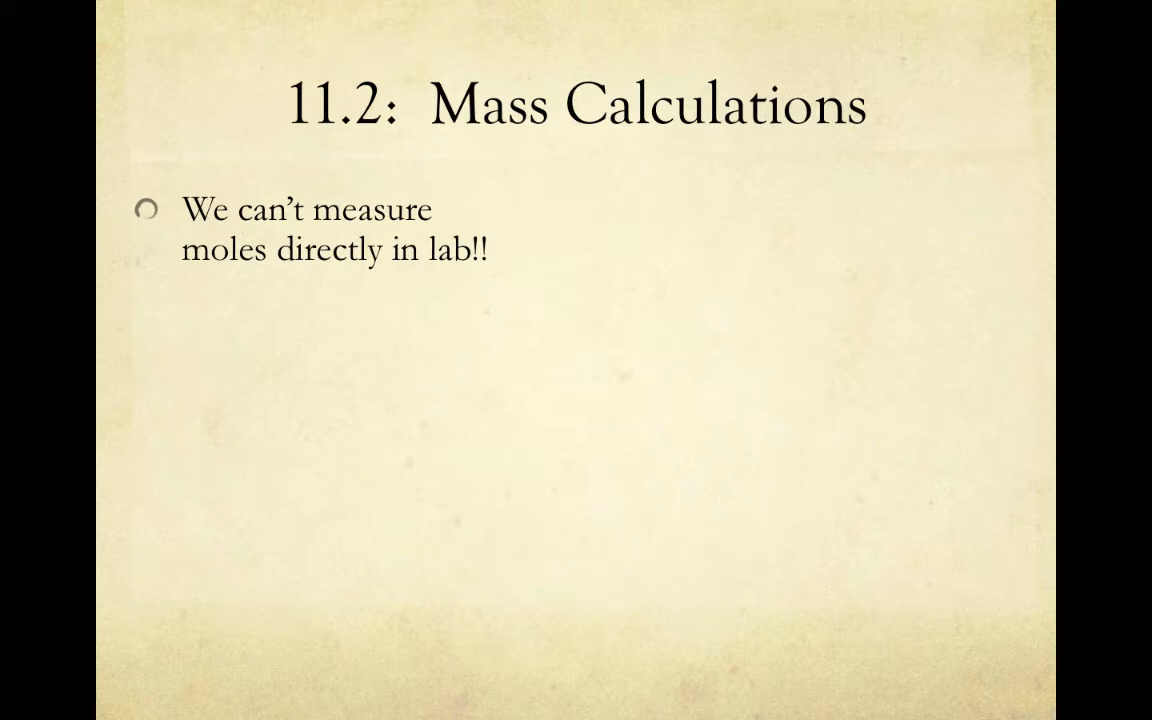 11.2: Mass Calculations
We can't measure
moles directly in lab!!